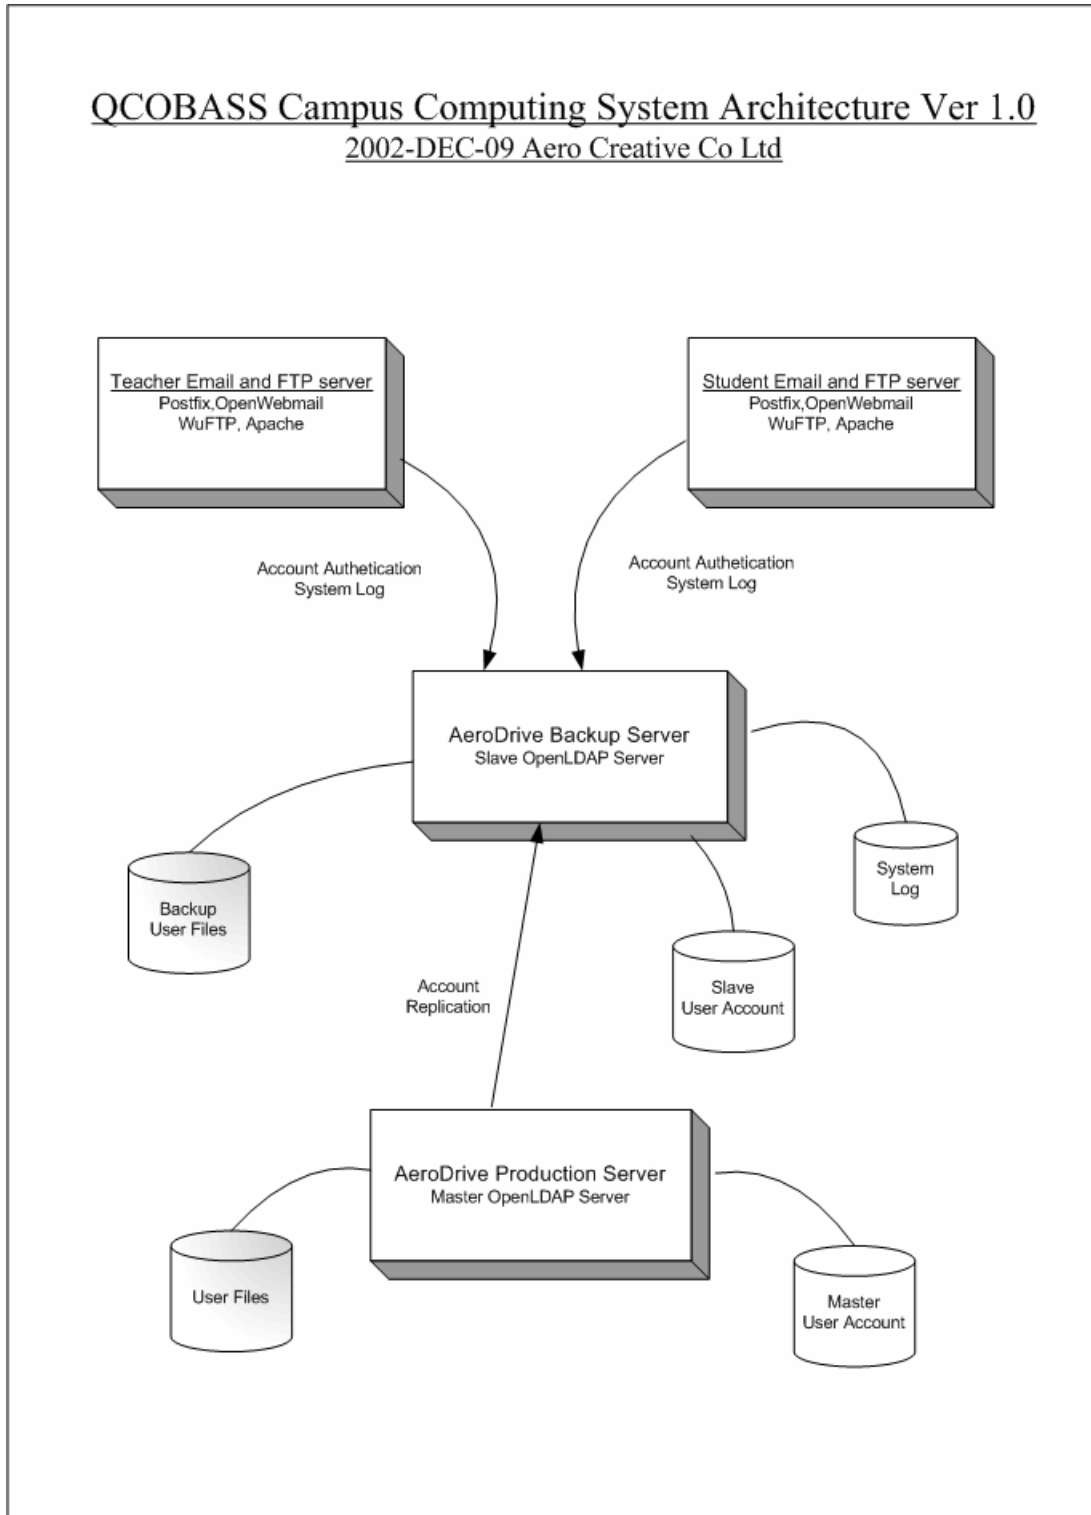 QCOBASS Campus Computing System Architecture Ver 1.0
2002-DEC-09 Aero Creative Co Ltd
Teacher Email and FTP server
Postfix,OpenWebmail
WuFTP, Apache
Student Email and FTP server
Postfix,OpenWebmail
WuFTP, Apache
Account Authetication
System Log
Account Authetication
System Log
AeroDrive Backup Server
Slave OpenLDAP Server
System
Log
Backup
User Files
Slave
User Account
Account
Replication
AeroDrive Production Server
Master OpenLDAP Server
User Files
Master
User Account